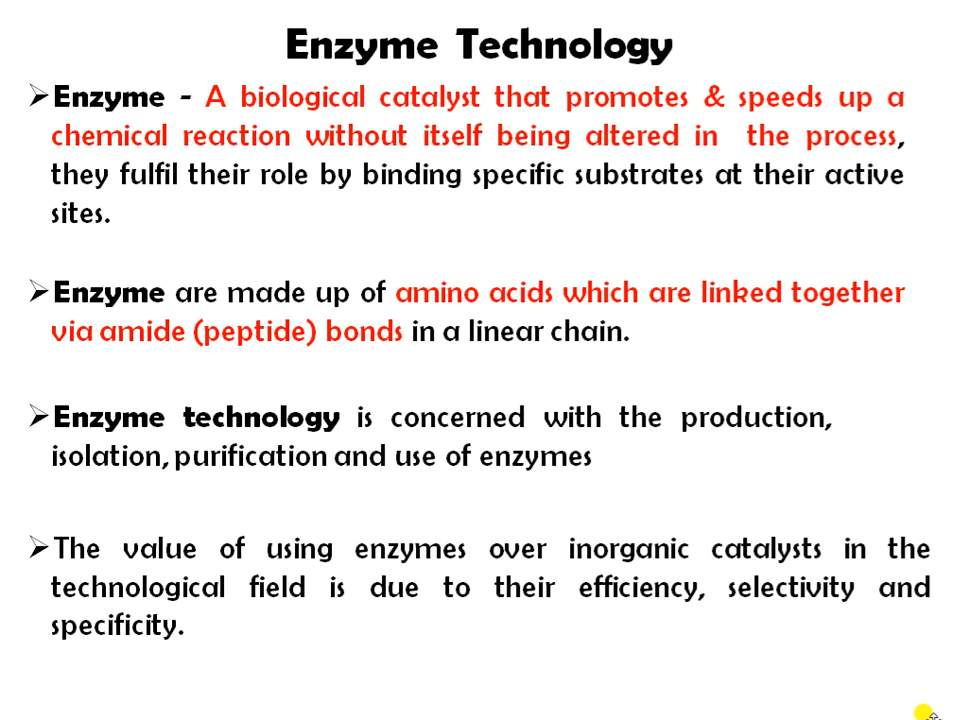 Enzyme Technology
➢Enzyme - A biological catalyst that promotes & speeds up a
chemical reaction without itself being altered in the process,
they fulfil their role by binding specific substrates at their active
sites.
➢Enzyme are made up of amino acids which are linked together
via amide (peptide) bonds in a linear chain.
➢Enzyme technology is concerned with the production,
isolation, purification and use of enzymes
➢The value of using enzymes over inorganic catalysts in the
technological field is due to their efficiency, selectivity and
specificity.